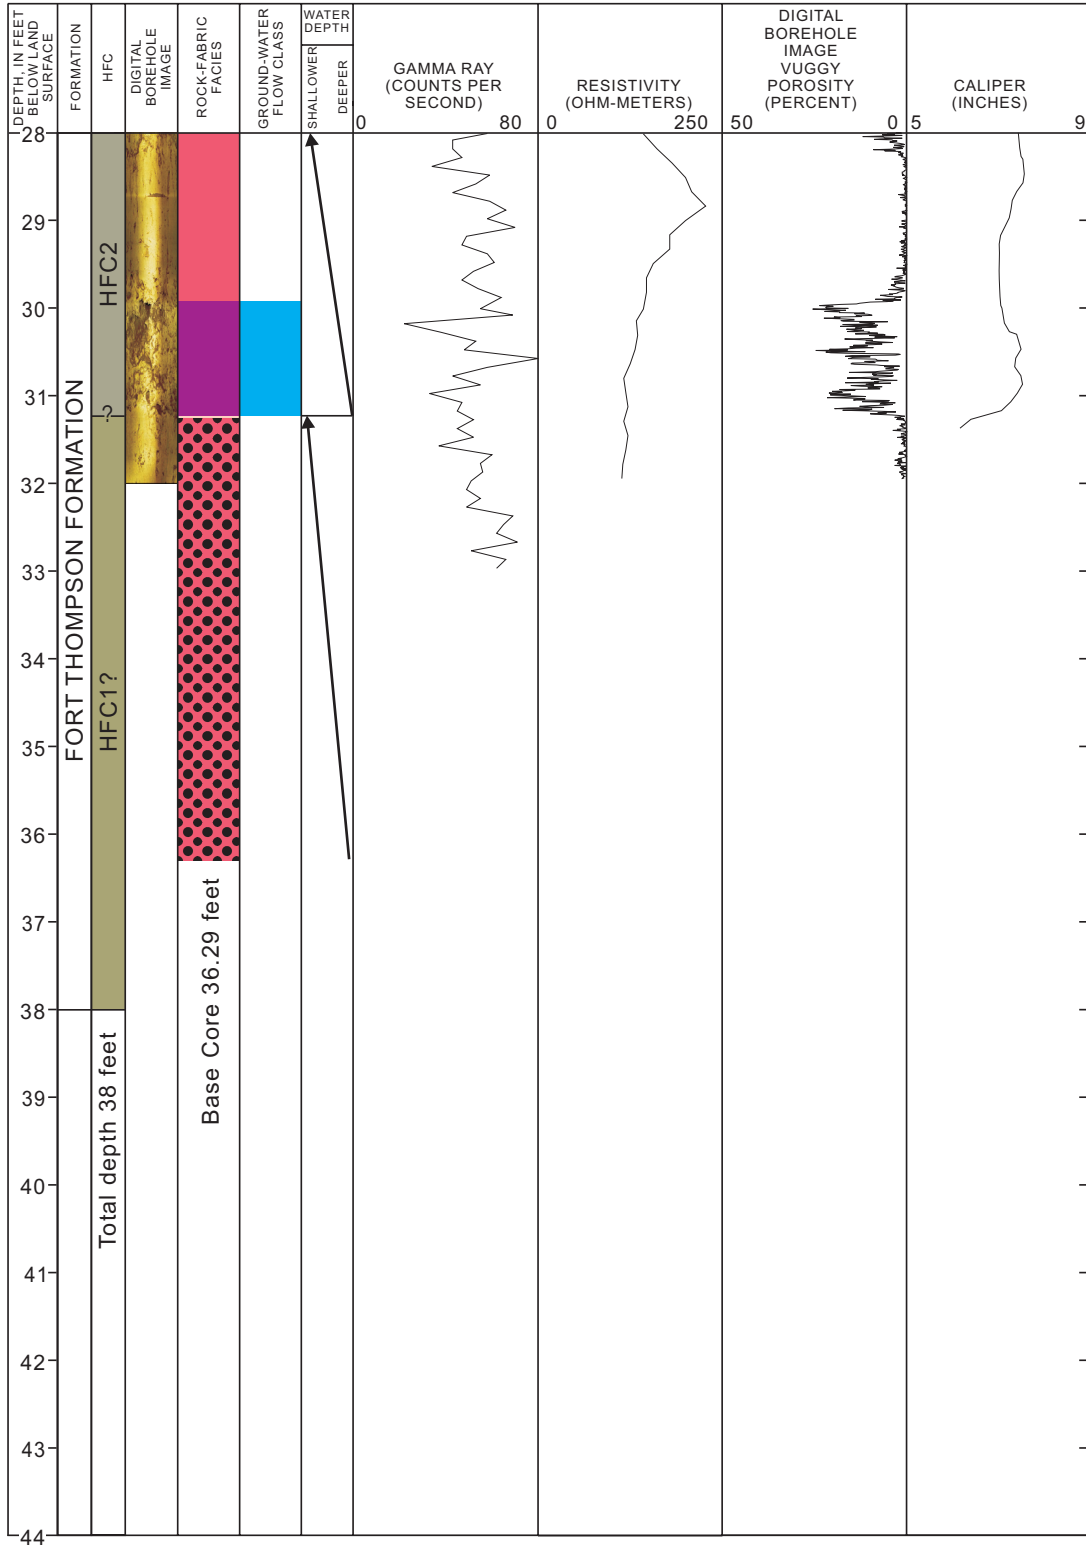 DEPTH, IN FEET
BELOW LAND
SURFACE
FORMATION
HFC
DIGITAL
BOREHOLE
IMAGE
ROCK-FABRIC
FACIES
GROUND-WATER
FLOW CLASS
WATER
DEPTH
SHALLOWER
DEEPER
GAMMA RAY
(COUNTS PER
SECOND)
0 80
RESISTIVITY
(OHM-METERS)
0 250
DIGITAL
BOREHOLE
IMAGE
VUGGY
POROSITY
(PERCENT)
50 0
CALIPER
(INCHES)
5 9
28
29
30
31
32
33
34
35
36
37
38
39
40
41
42
43
44
FORT THOMPSON FORMATION
HFC2
?
HFC1?
Total depth 38 feet
Base Core 36.29 feet